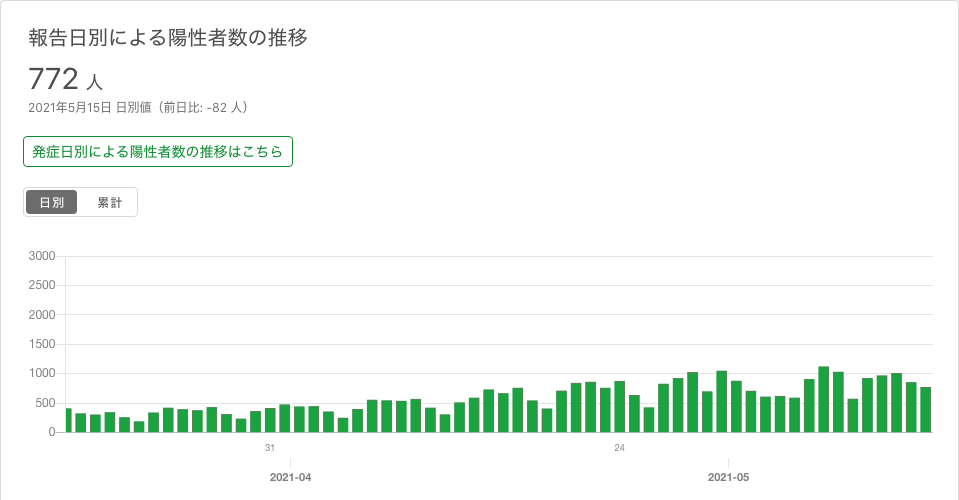 報告日別による陽性者数の推移
772 人
2021年5月15日 日別値（前日比: -82 人）
発症日別による陽性者数の推移はこちら
日別 累計
3000
2500
2000
1500
1000
500
0
31 24
2021-04 2021-05